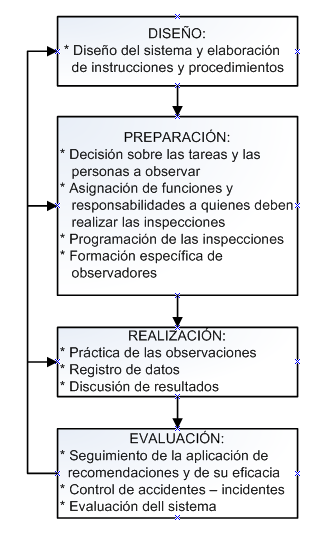 DISEÑO:
* Diseño del sistema y elaboración
de instrucciones y procedimientos
PREPARACIÓN:
* Decisión sobre las tareas y las
personas a observar
* Asignación de funciones y
responsabilidades a quienes deben
realizar las inspecciones
* Programación de las inspecciones
* Formación específica de
observadores
REALIZACIÓN:
* Práctica de las observaciones
* Registro de datos
* Discusión de resultados
EVALUACIÓN:
* Seguimiento de la aplicación de
recomendaciones y de su eficacia
* Control de accidentes – incidentes
* Evaluación dell sistema